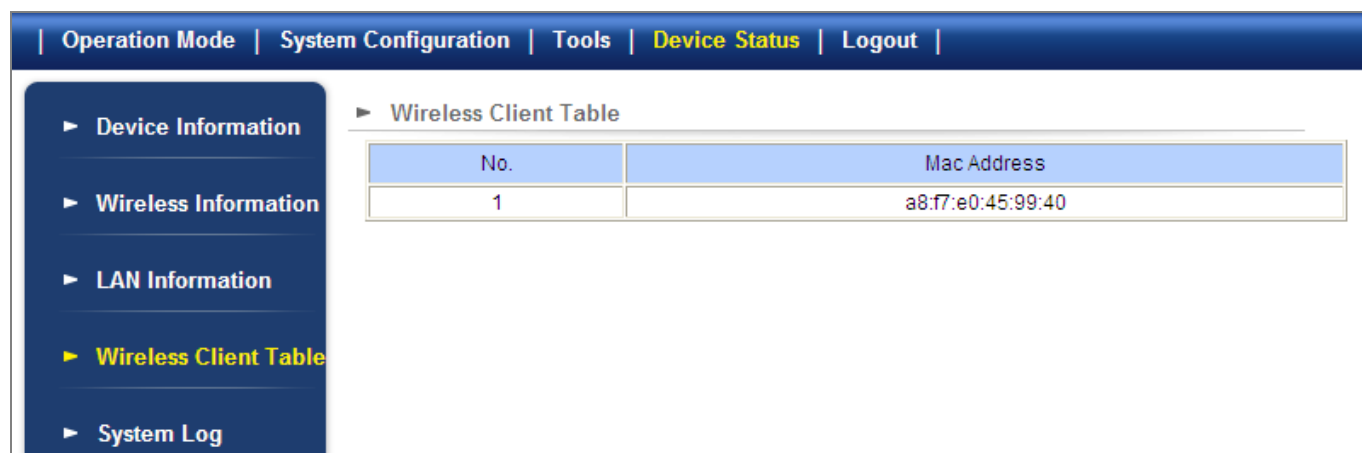 | Operation Mode | System Configuration | Tools | Device Status | Logout |
Device Information
Wireless Information
LAN Information
Wireless Client Table
System Log
Wireless Client Table
No. Mac Address
1 a8:f7:e0:45:99:40